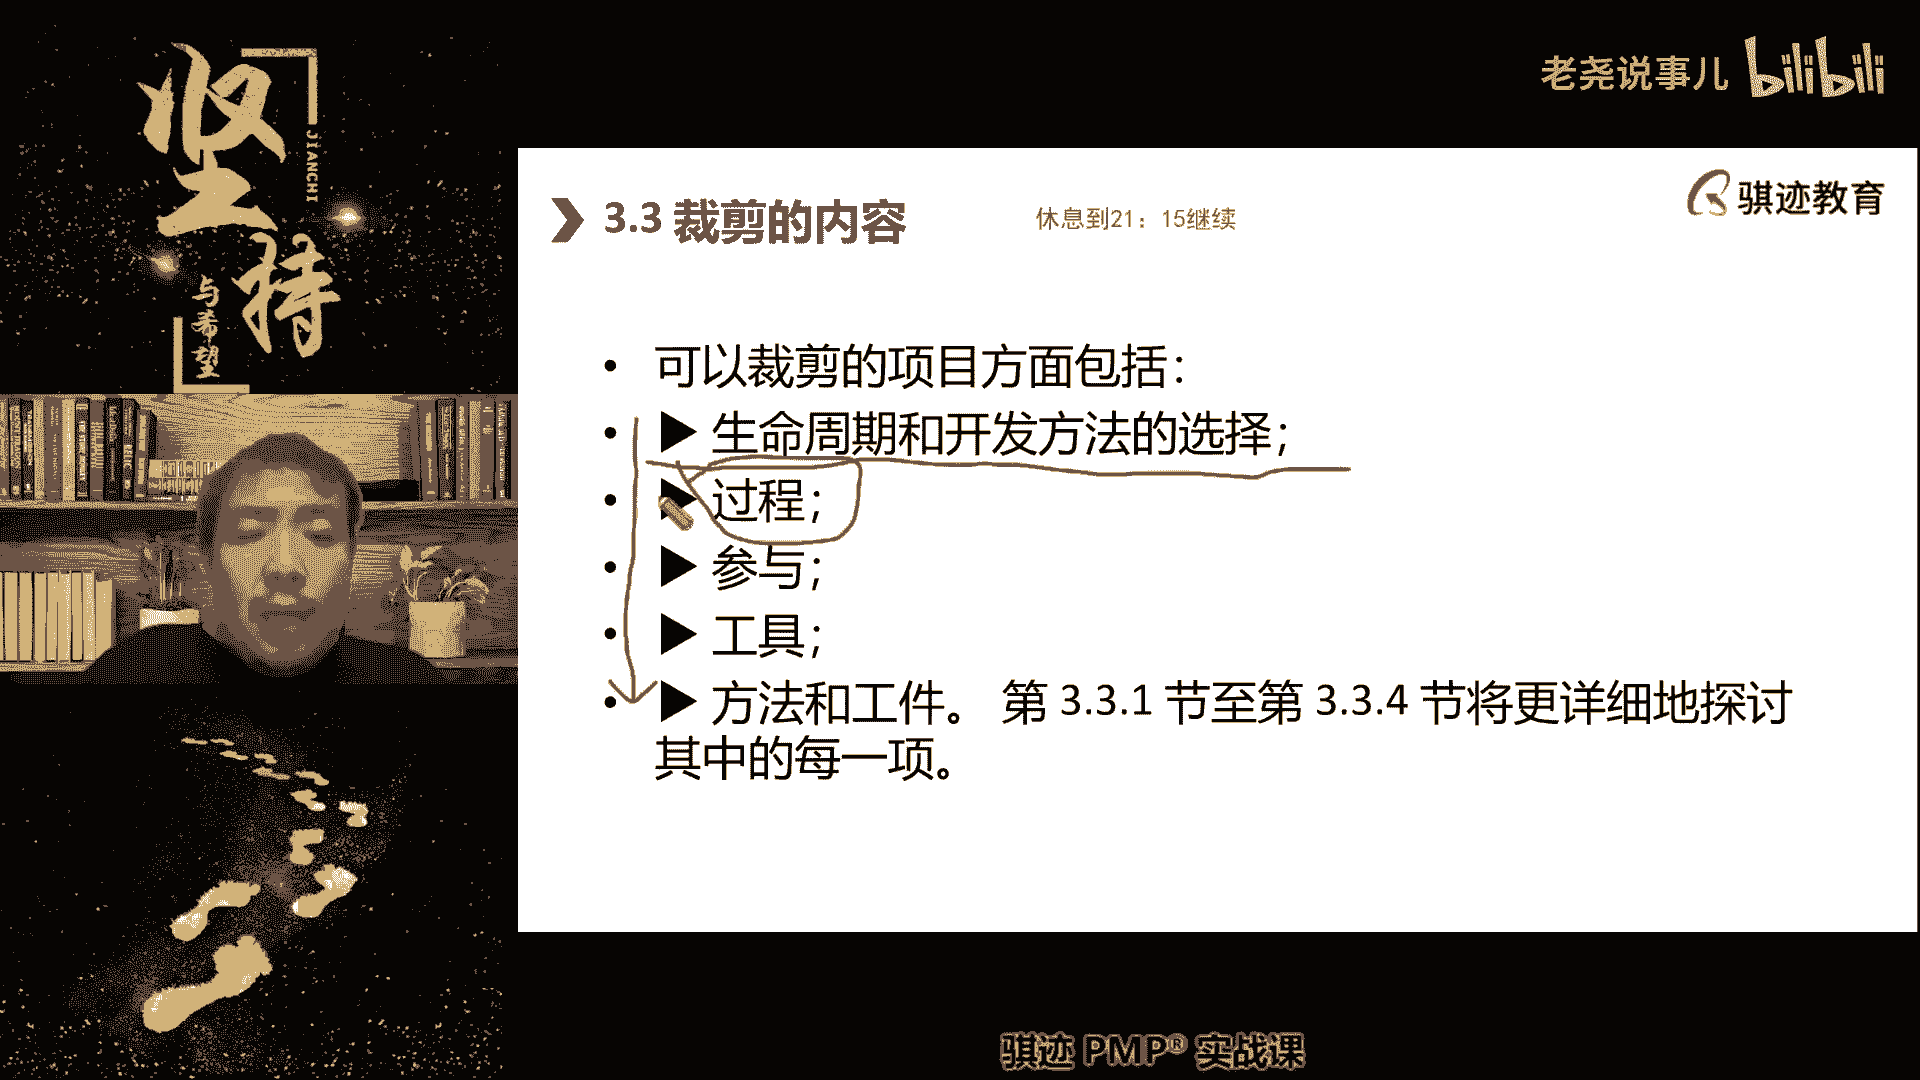 坚持
JIANCHI
与希望
老尧说事儿 bilibili
骐迹教育
3.3 裁剪的内容
休息到21：15继续
• 可以裁剪的项目方面包括：
• ▶ 生命周期和开发方法的选择；
• ▶ 过程；
• ▶ 参与；
• ▶ 工具；
• ▶ 方法和工件。 第 3.3.1 节至第 3.3.4 节将更详细地探讨
其中的每一项。
骐迹 PMP® 实战课